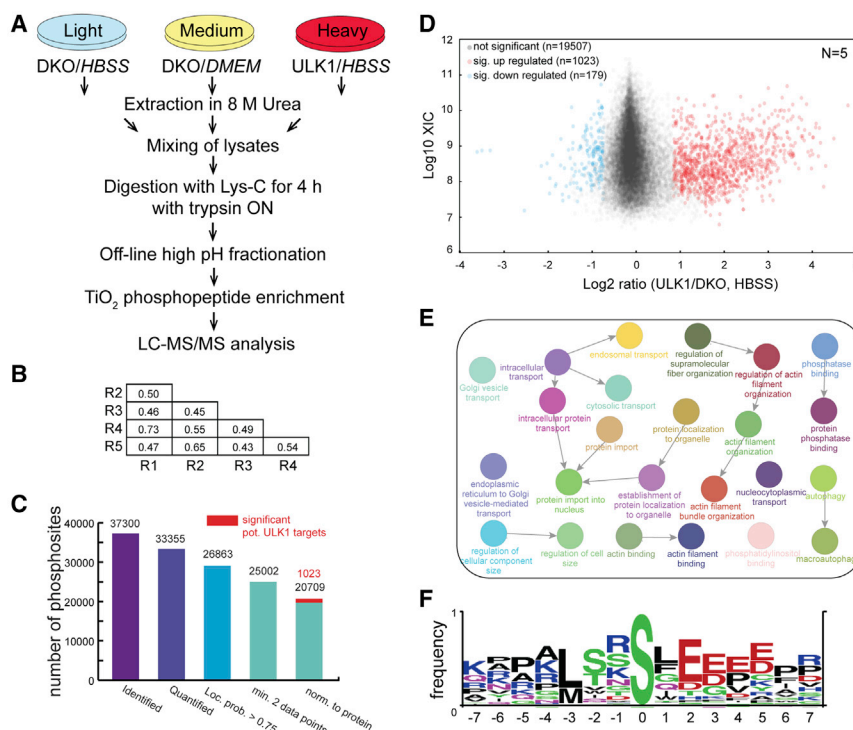 A
Light
Medium
Heavy
DKO/HBSS
DKO/DMEM
ULK1/HBSS
Extraction in 8 M Urea
Mixing of lysates
Digestion with Lys-C for 4 h
with trypsin ON
Off-line high pH fractionation
TiO2 phosphopeptide enrichment
LC-MS/MS analysis
B
R2 0.50
R3 0.46 0.45
R4 0.73 0.55 0.49
R5 0.47 0.65 0.43 0.54
R1 R2 R3 R4
C
number of phosphosites
40000
30000
20000
10000
0
37300
33355
26863
25002
1023
20709
significant
pot. ULK1 targets
Identified
Quantified
Loc. prob. > 0.75
min. 2 data points
norm. to protein
D
not significant (n=19507)
sig. up regulated (n=1023)
sig. down regulated (n=179)
N=5
Log10 XIC
12
11
10
9
8
7
6
-4 -3 -2 -1 0 1 2 3 4
Log2 ratio (ULK1/DKO, HBSS)
E
Golgi vesicle
transport
intracellular
transport
endosomal transport
regulation of
supramolecular
fiber organization
regulation of actin
filament
organization
phosphatase
binding
intracellular protein
transport
cytosolic transport
protein import
protein localization
to organelle
actin filament
organization
protein
phosphatase
binding
endoplasmic
reticulum to Golgi
vesicle-mediated
transport
protein import into
nucleus
establishment of
protein localization
to organelle
actin filament
bundle organization
nucleocytoplasmic
transport
autophagy
regulation of
cellular component
size
regulation of cell
size
actin binding
actin filament
binding
phosphatidylinositol
binding
macroautophagy
F
frequency
1
0
-7 -6 -5 -4 -3 -2 -1 0 1 2 3 4 5 6 7